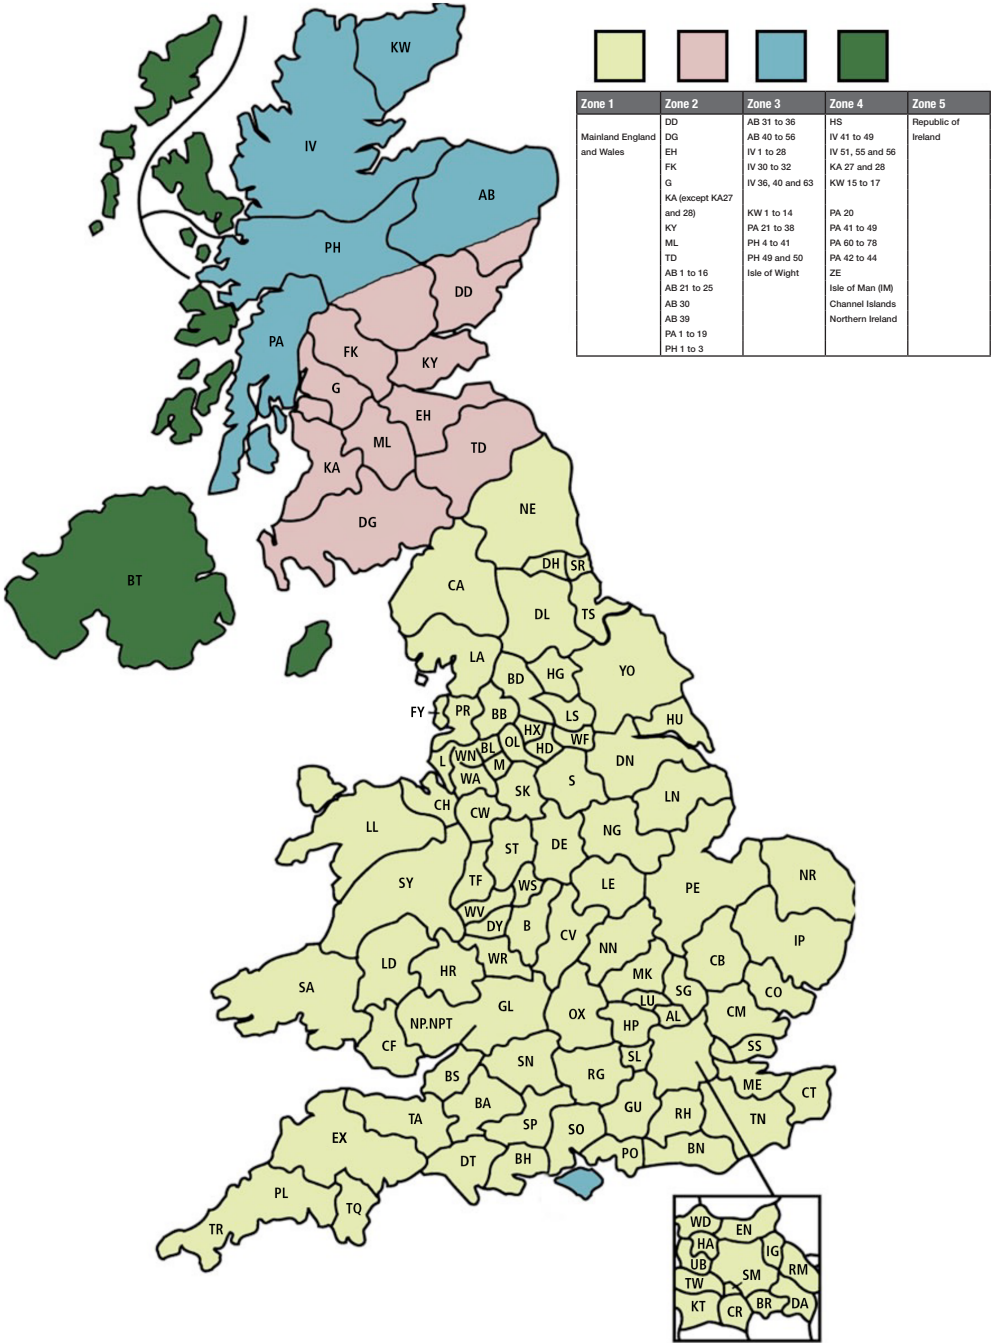 Zone 1 Zone 2 Zone 3 Zone 4 Zone 5
DD AB 31 to 36 HS Republic of
Mainland England DG AB 40 to 56 IV 41 to 49 Ireland
and Wales EH IV 1 to 28 IV 51, 55 and 56
FK IV 30 to 32 KA 27 and 28
G IV 36, 40 and 63 KW 15 to 17
KA (except KA27
and 28) KW 1 to 14 PA 20
KY PA 21 to 38 PA 41 to 49
ML PH 4 to 41 PA 60 to 78
TD PH 49 and 50 PA 42 to 44
AB 1 to 16 Isle of Wight ZE
AB 21 to 25 Isle of Man (IM)
AB 30 Channel Islands
AB 39 Northern Ireland
PA 1 to 19
PH 1 to 3
KW
IV
AB
PH
DD
PA
FK
KY
G
EH
ML
TD
KA
DG
NE
BT
DH
SR
CA
DL
TS
LA
BD
HG
YO
FY
PR
BB
LS
HU
HX
OL
HD
WF
L
WN
BL
M
DN
WA
SK
S
LN
CH
CW
LL
NG
ST
DE
SY
TF
WS
LE
PE
NR
WV
DY
B
CV
NN
IP
LD
HR
WR
CB
MK
SA
SG
CO
LU
NP.NPT
GL
OX
HP
AL
CM
CF
SS
SL
BS
SN
RG
ME
CT
BA
GU
RH
TN
TA
SP
SO
EX
DT
BH
PO
BN
PL
TQ
TR
WD
EN
HA
IG
UB
RM
TW
SM
KT
CR
BR
DA